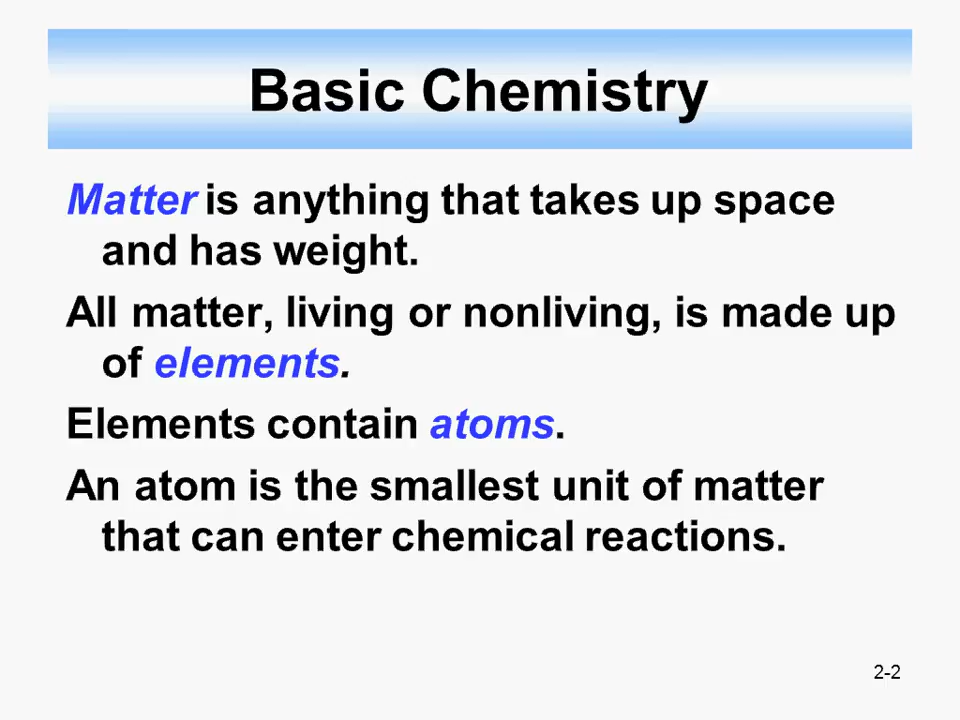 Basic Chemistry
Matter is anything that takes up space
and has weight.
All matter, living or nonliving, is made up
of elements.
Elements contain atoms.
An atom is the smallest unit of matter
that can enter chemical reactions.
2-2